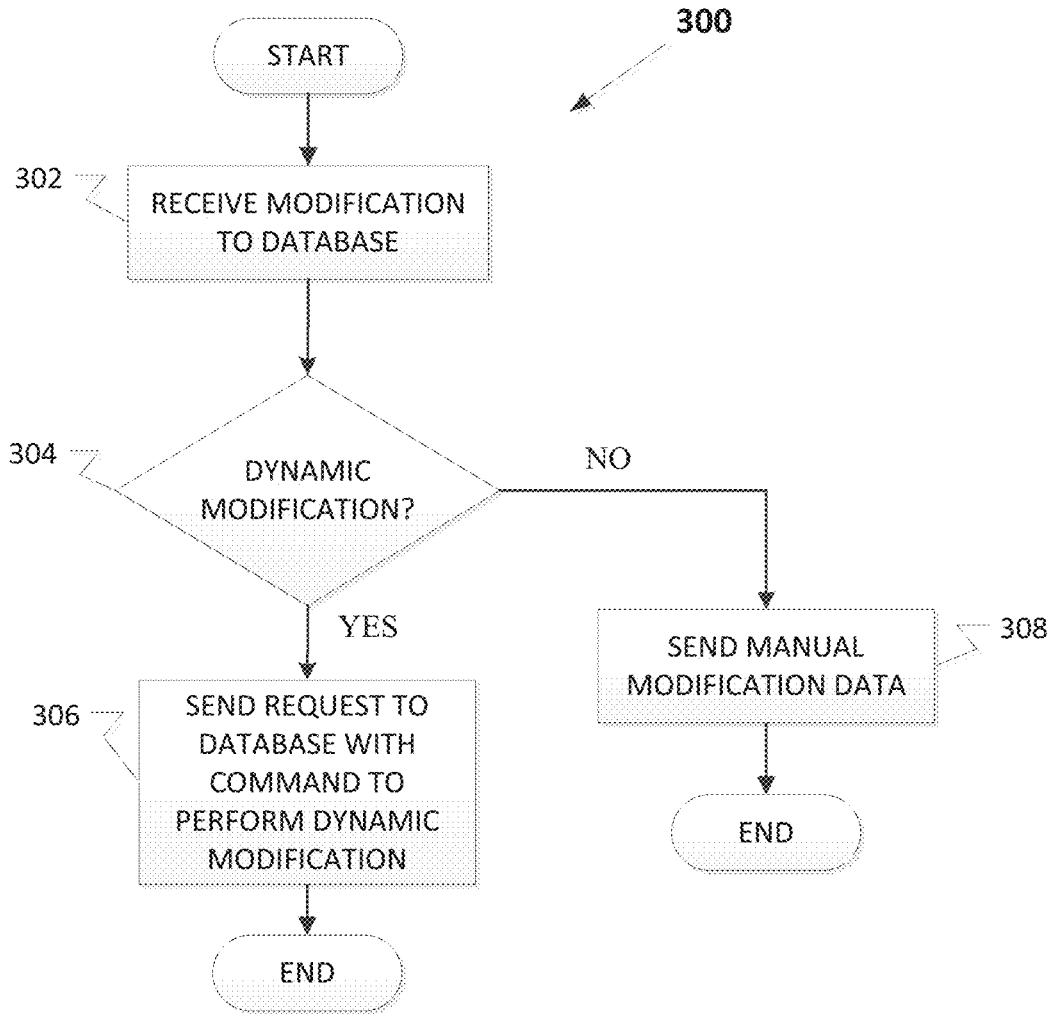 300
START
302
RECEIVE MODIFICATION
TO DATABASE
304
DYNAMIC
MODIFICATION?
NO
YES
306
SEND REQUEST TO
DATABASE WITH
COMMAND TO
PERFORM DYNAMIC
MODIFICATION
END
SEND MANUAL
MODIFICATION DATA
308
END